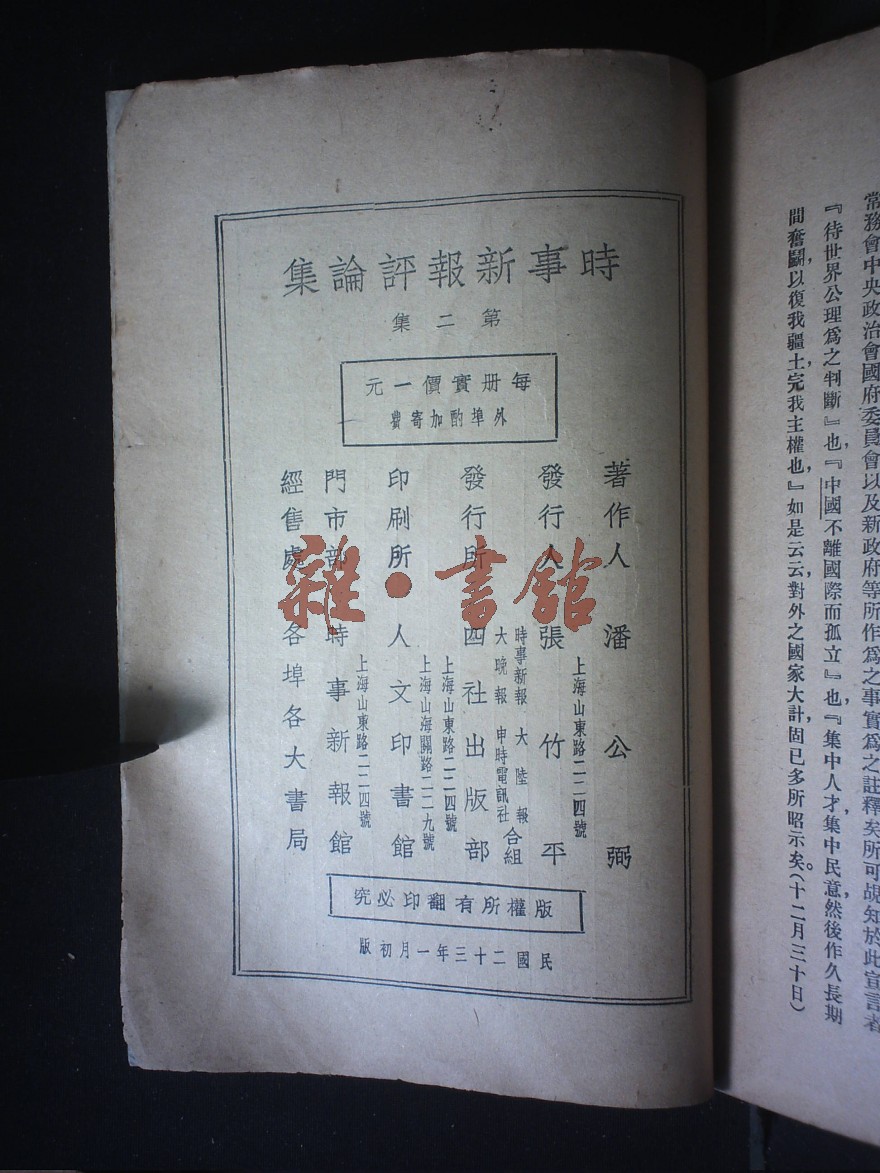 常務會中央政治會國府委員會以及新政府等所作為之事實為之註釋矣所可覘知於此宣言者
『待世界公理為之判斷』也，『中國不離國際而孤立』也，『集中人才集中民意然後作久長期
間奮鬭，以復我疆土，完我主權也，』如是云云，對外之國家大計，固已多所昭示矣。（十二月三十日）
時事新報評論集
第二集
每册實價一元
外埠酌加寄費
著作人 潘公弼
發行人 張竹平
上海山東路二二四號
發行所 四社出版部
時事新報 大陸報
大晚報 申時電訊社
合組
上海山東路二二四號
印刷所 人文印書館
上海山海關路二二九號
門市部 時事新報館
上海山東路二二四號
經售處 各埠各大書局
版權所有翻印必究
民國二十三年一月初版
雜·書館